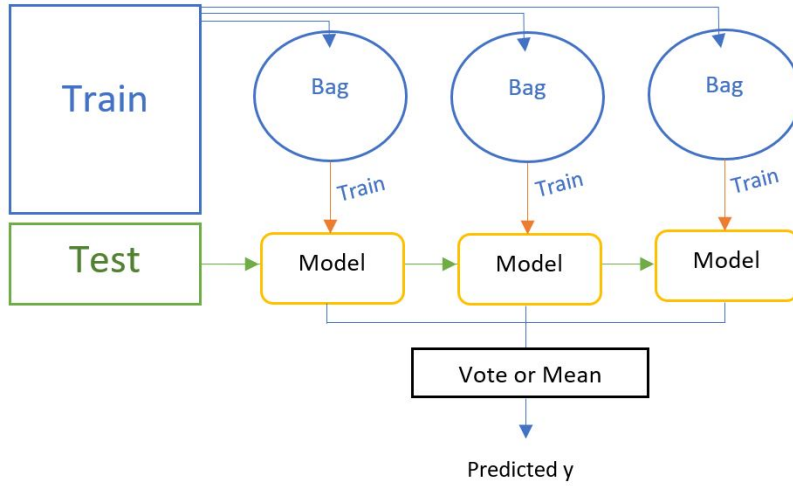 Train
Bag
Bag
Bag
Train
Train
Train
Test
Model
Model
Model
Vote or Mean
Predicted y